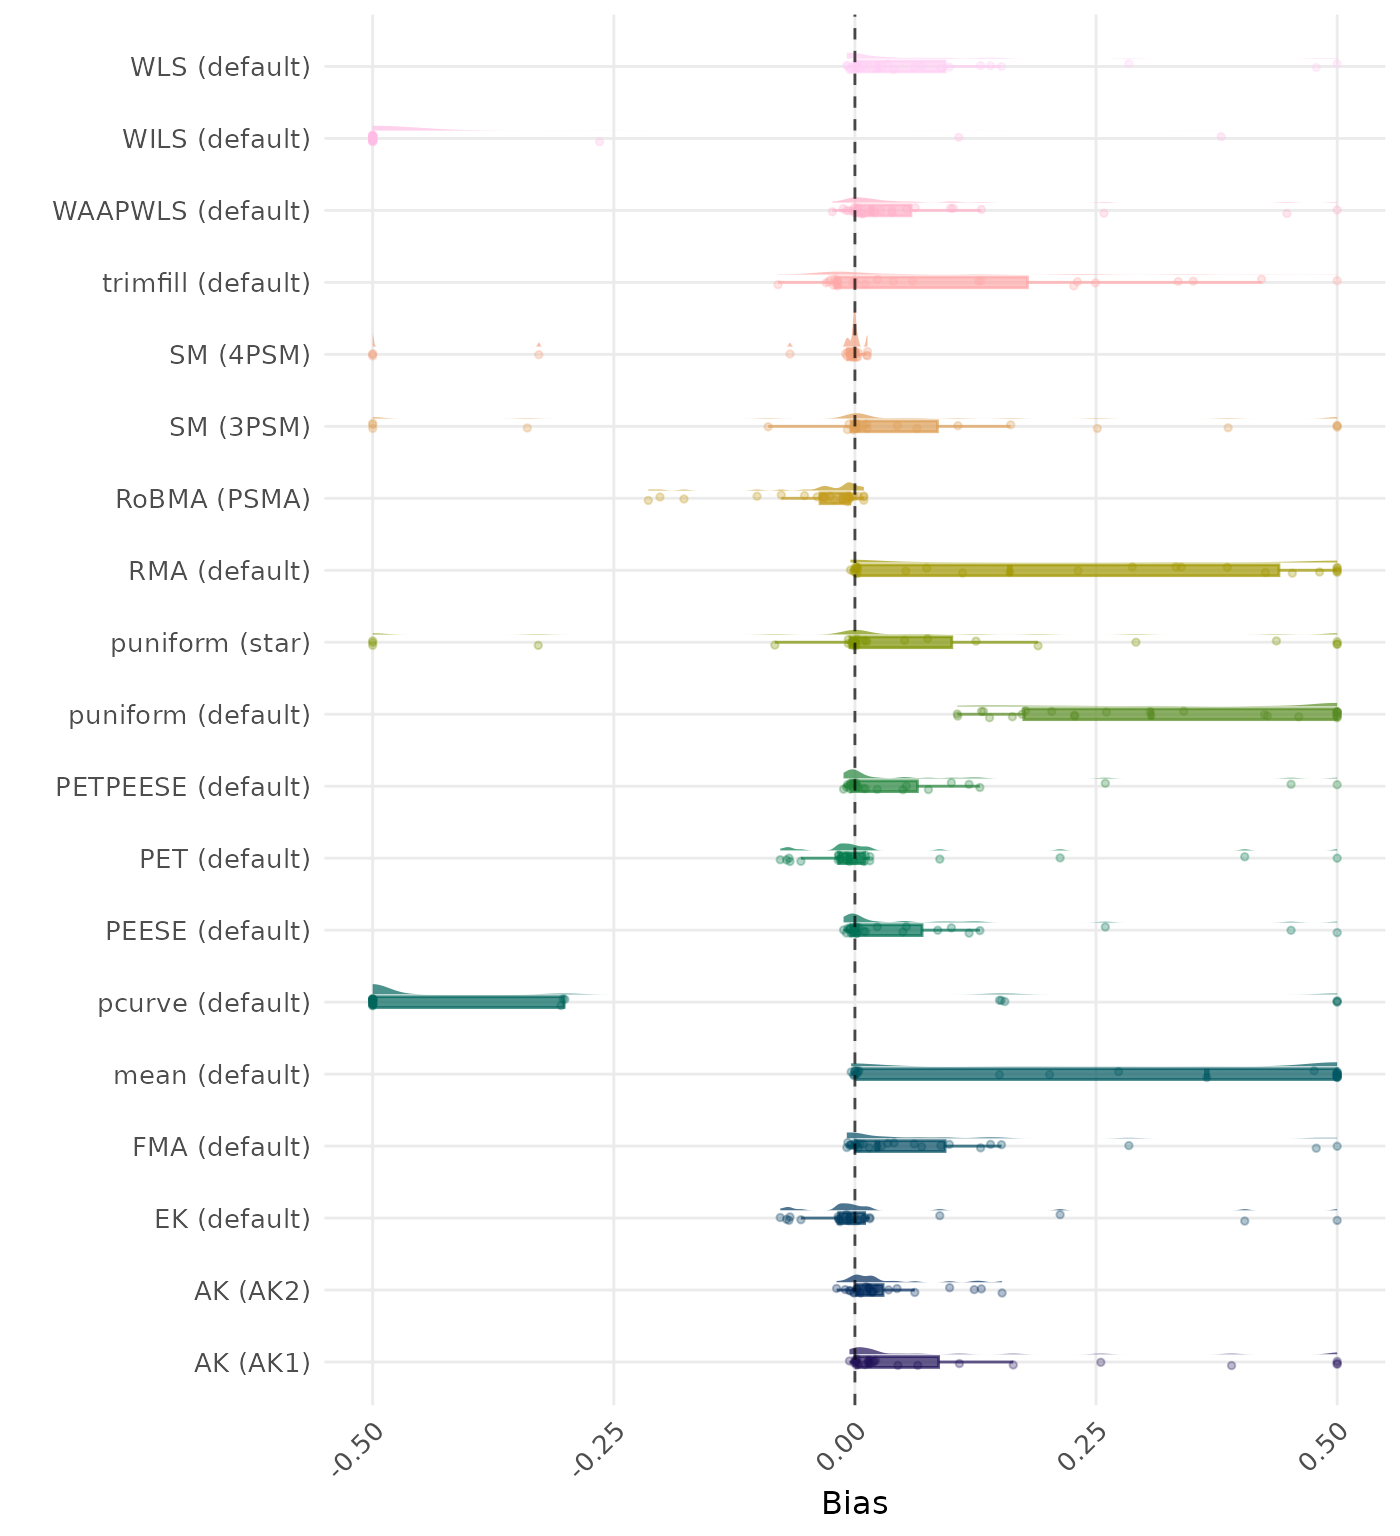 WLS (default)
WILS (default)
WAAPWLS (default)
trimfill (default)
SM (4PSM)
SM (3PSM)
RoBMA (PSMA)
RMA (default)
puniform (star)
puniform (default)
PETPEESE (default)
PET (default)
PEESE (default)
pcurve (default)
mean (default)
FMA (default)
EK (default)
AK (AK2)
AK (AK1)
-0.50
-0.25
0.00
0.25
0.50
Bias